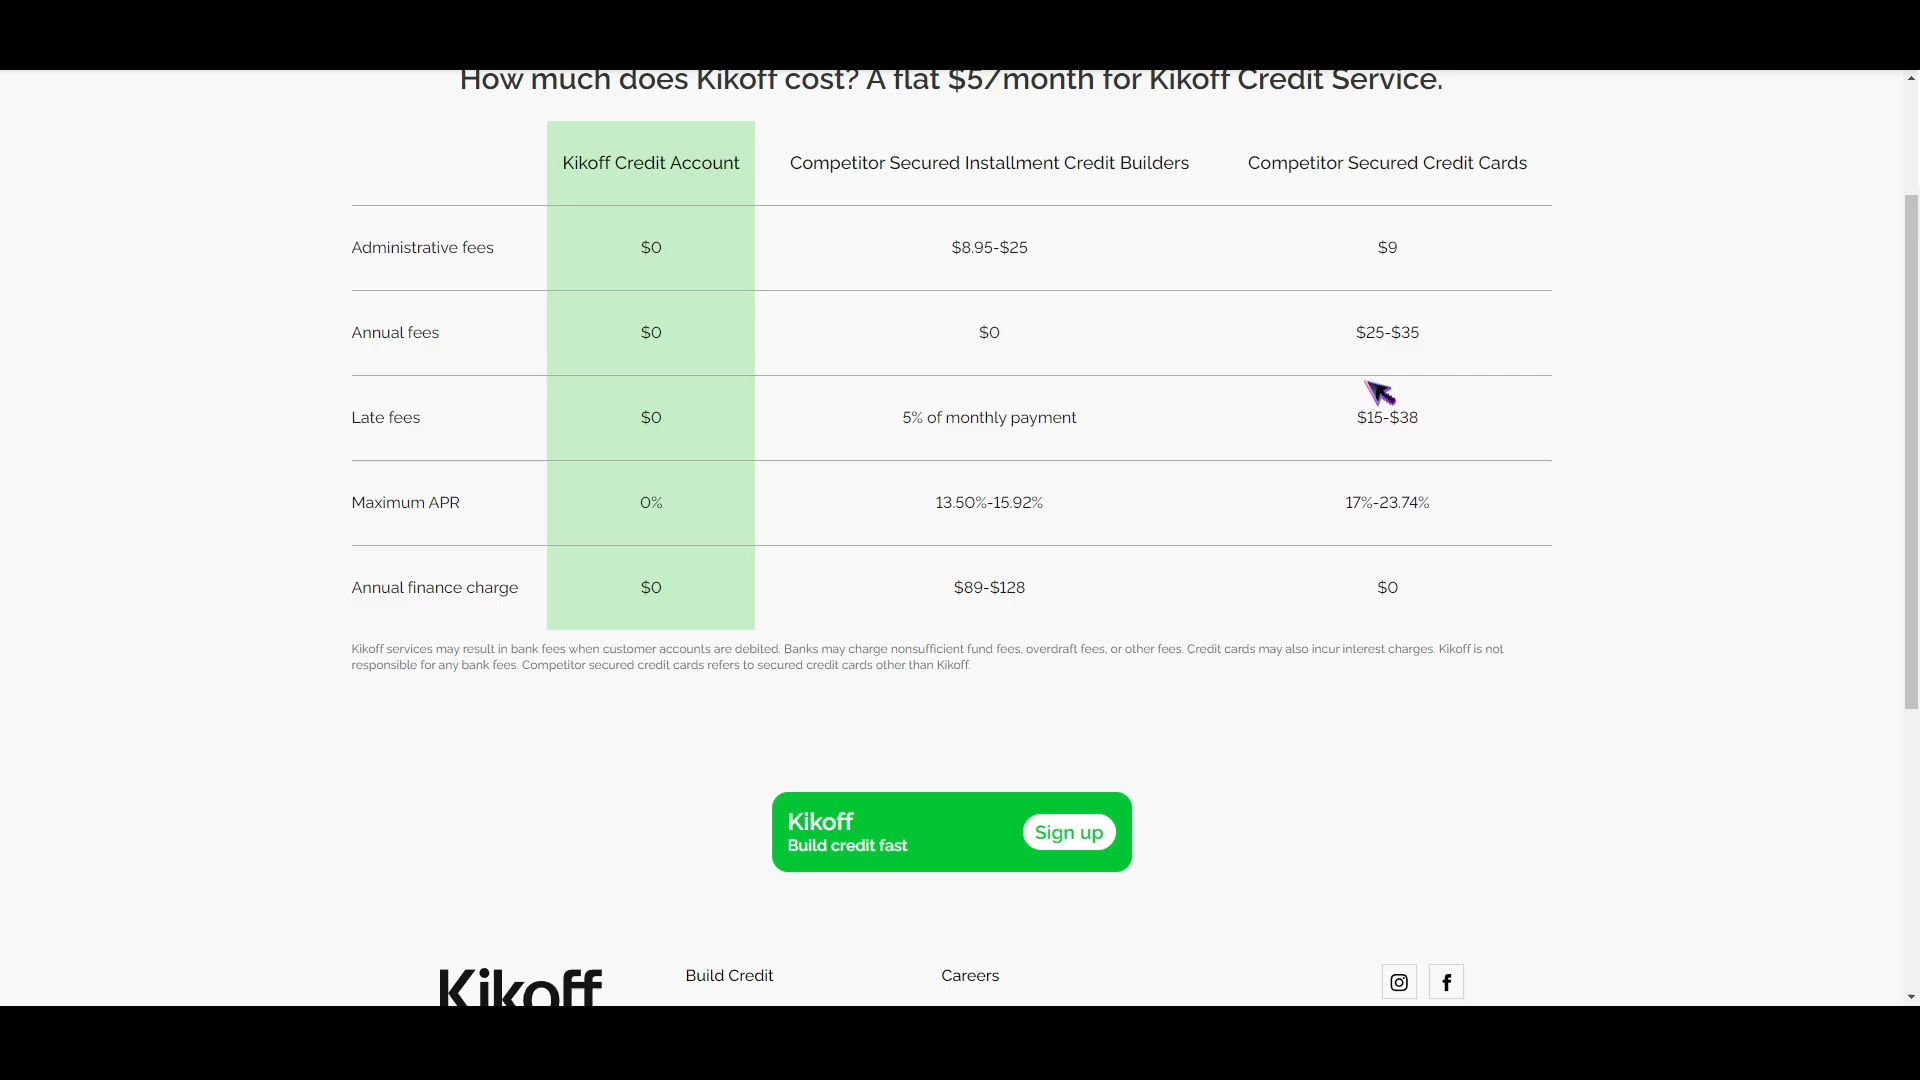 How much does Kikoff cost? A flat $5/month for Kikoff Credit Service.
Kikoff Credit Account Competitor Secured Installment Credit Builders Competitor Secured Credit Cards
Administrative fees $0 $8.95-$25 $9
Annual fees $0 $0 $25-$35
Late fees $0 5% of monthly payment $15-$38
Maximum APR 0% 13.50%-15.92% 17%-23.74%
Annual finance charge $0 $89-$128 $0
Kikoff services may result in bank fees when customer accounts are debited. Banks may charge nonsufficient fund fees, overdraft fees, or other fees. Credit cards may also incur interest charges. Kikoff is not
responsible for any bank fees. Competitor secured credit cards refers to secured credit cards other than Kikoff.
Kikoff
Build credit fast
Sign up
Kikoff
Build Credit Careers